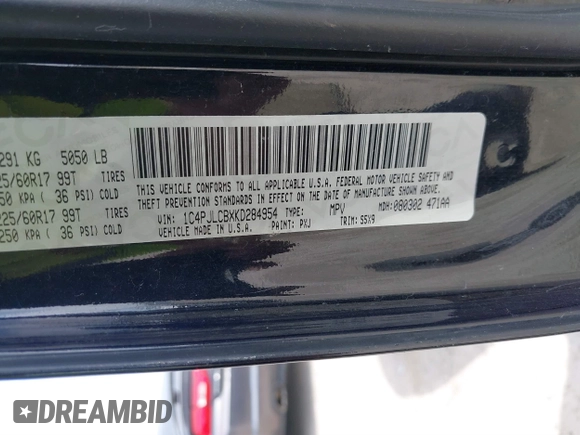 291 KG 5050 LB
25/60R17 99T TIRES
250 KPA ( 36 PSI) COLD
225/60R17 99T TIRES
250 KPA ( 36 PSI) COLD
THIS VEHICLE CONFORMS TO ALL APPLICABLE U.S.A. FEDERAL MOTOR VEHICLE SAFETY AND
THEFT PREVENTION STANDARDS IN EFFECT ON THE DATE OF MANUFACTURE SHOWN ABOVE.
VIN: 1C4PJLCBXKD284954 TYPE: MPV MDH: 080302 471AA
VEHICLE MADE IN U.S.A. PAINT: PXJ TRIM: S5X9
DREAMBID